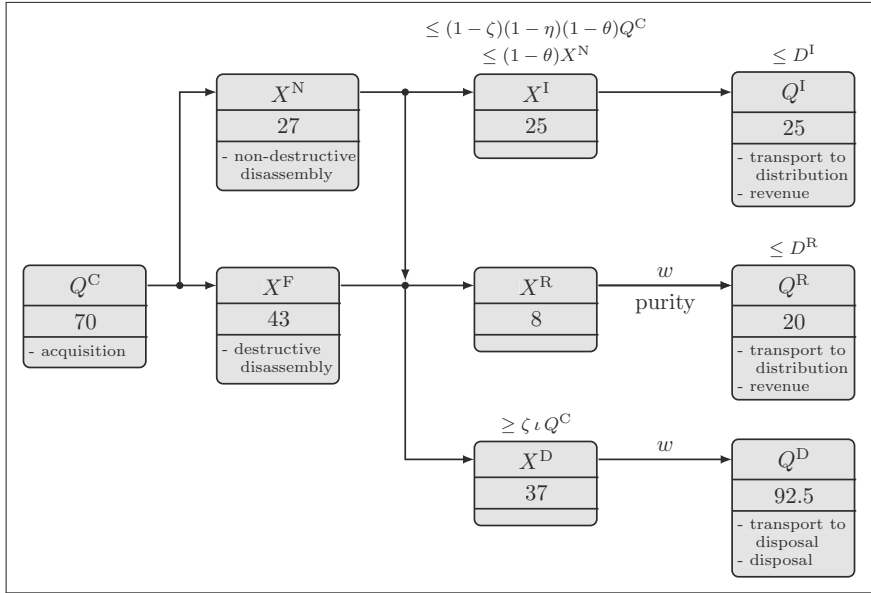 ≤ (1 − ζ)(1 − η)(1 − θ)Q^C
≤ (1 − θ)X^N
≤ D^I
X^N
27
- non-destructive
disassembly
X^I
25
Q^I
25
- transport to
distribution
- revenue
Q^C
70
- acquisition
X^F
43
- destructive
disassembly
X^R
8
w
purity
≤ D^R
Q^R
20
- transport to
distribution
- revenue
≥ ζ ι Q^C
X^D
37
w
Q^D
92.5
- transport to
disposal
- disposal